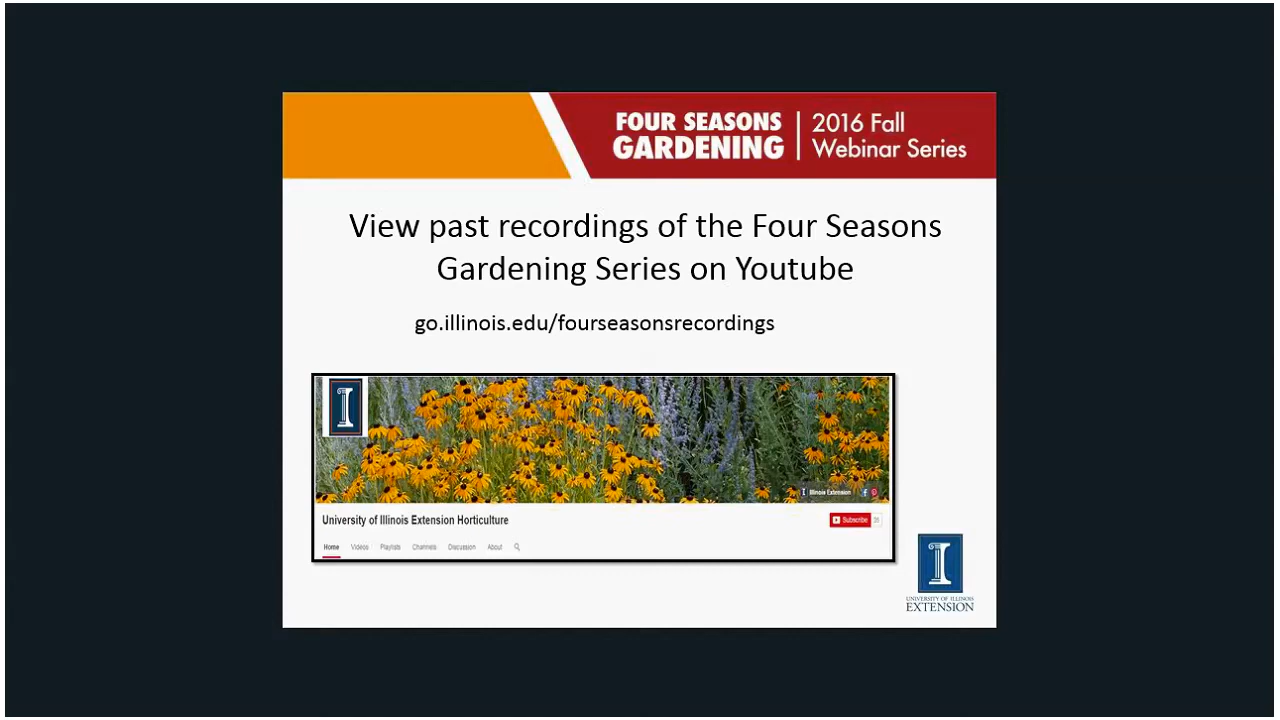 FOUR SEASONS
GARDENING
2016 Fall
Webinar Series
View past recordings of the Four Seasons
Gardening Series on Youtube
go.illinois.edu/fourseasonsrecordings
I
I Illinois Extension
University of Illinois Extension Horticulture
Subscribe
Home Videos Playlists Channels Discussion About
I
UNIVERSITY OF ILLINOIS
EXTENSION